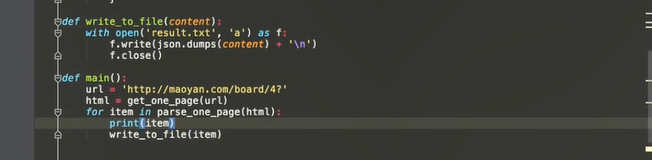 def write_to_file(content):
    with open('result.txt', 'a') as f:
        f.write(json.dumps(content) + '\n')
        f.close()
def main():
    url = 'http://maoyan.com/board/4?'
    html = get_one_page(url)
    for item in parse_one_page(html):
        print(item)
        write_to_file(item)